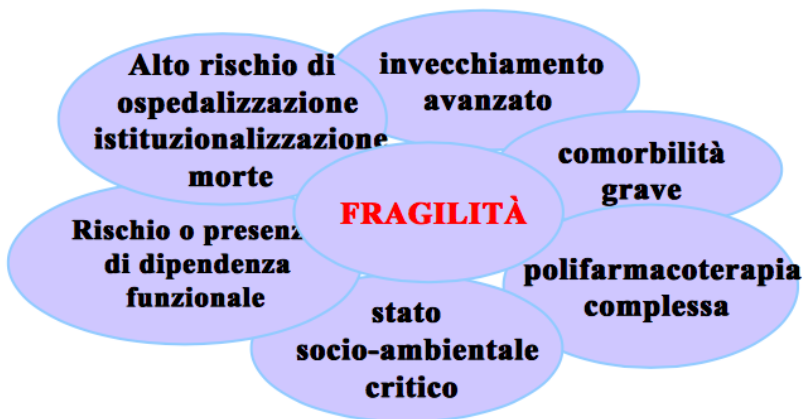 Alto rischio di
ospedalizzazione
istituzionalizzazione
morte
invecchiamento
avanzato
comorbilità
grave
FRAGILITÀ
Rischio o presenz
di dipendenza
funzionale
polifarmacoterapia
complessa
stato
socio-ambientale
critico